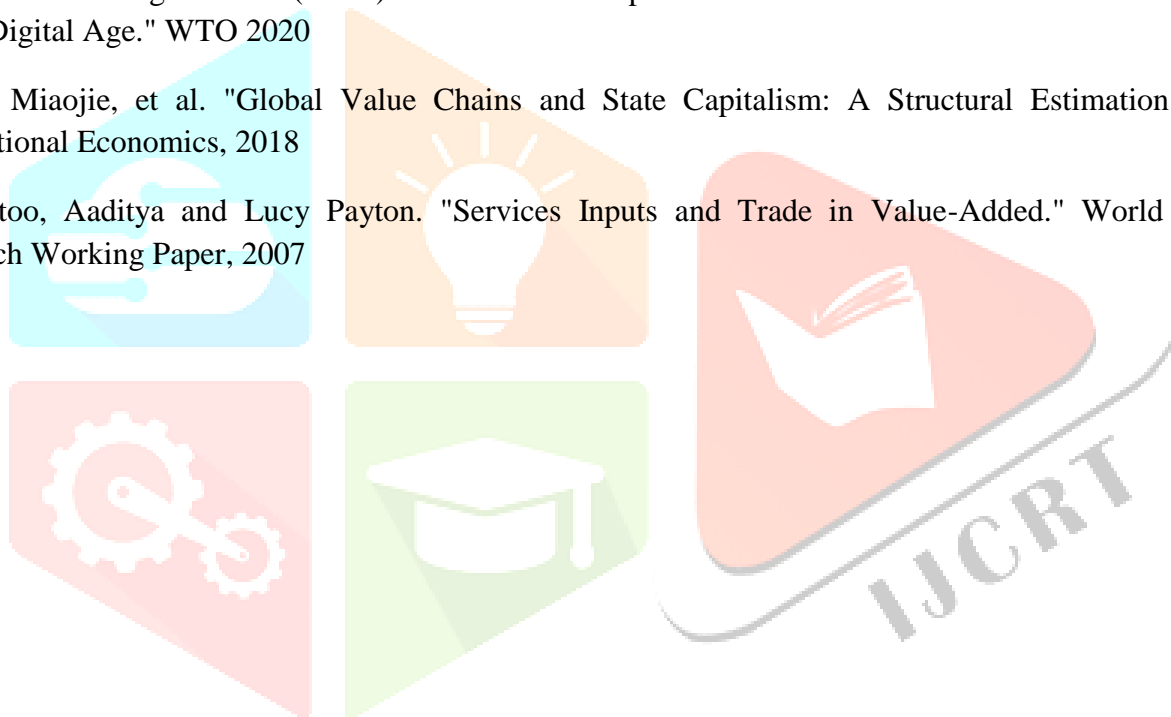 Digital Age." WTO 2020
Miaojie, et al. "Global Value Chains and State Capitalism: A Structural Estimation
tional Economics, 2018
too, Aaditya and Lucy Payton. "Services Inputs and Trade in Value-Added." World
ch Working Paper, 2007
IJCRT